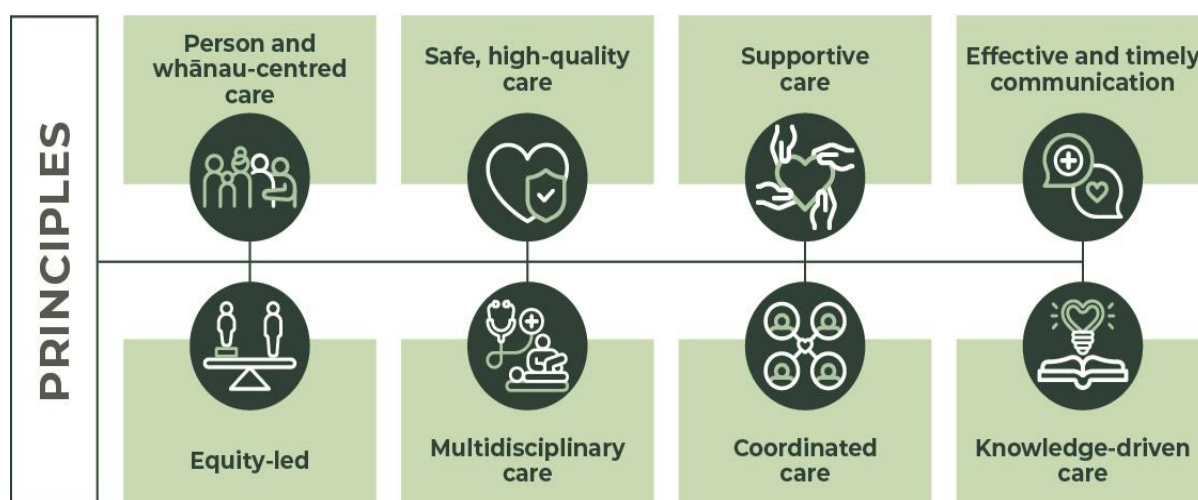 PRINCIPLES
Person and
whānau-centred
care
Safe, high-quality
care
Supportive
care
Effective and timely
communication
Equity-led
Multidisciplinary
care
Coordinated
care
Knowledge-driven
care